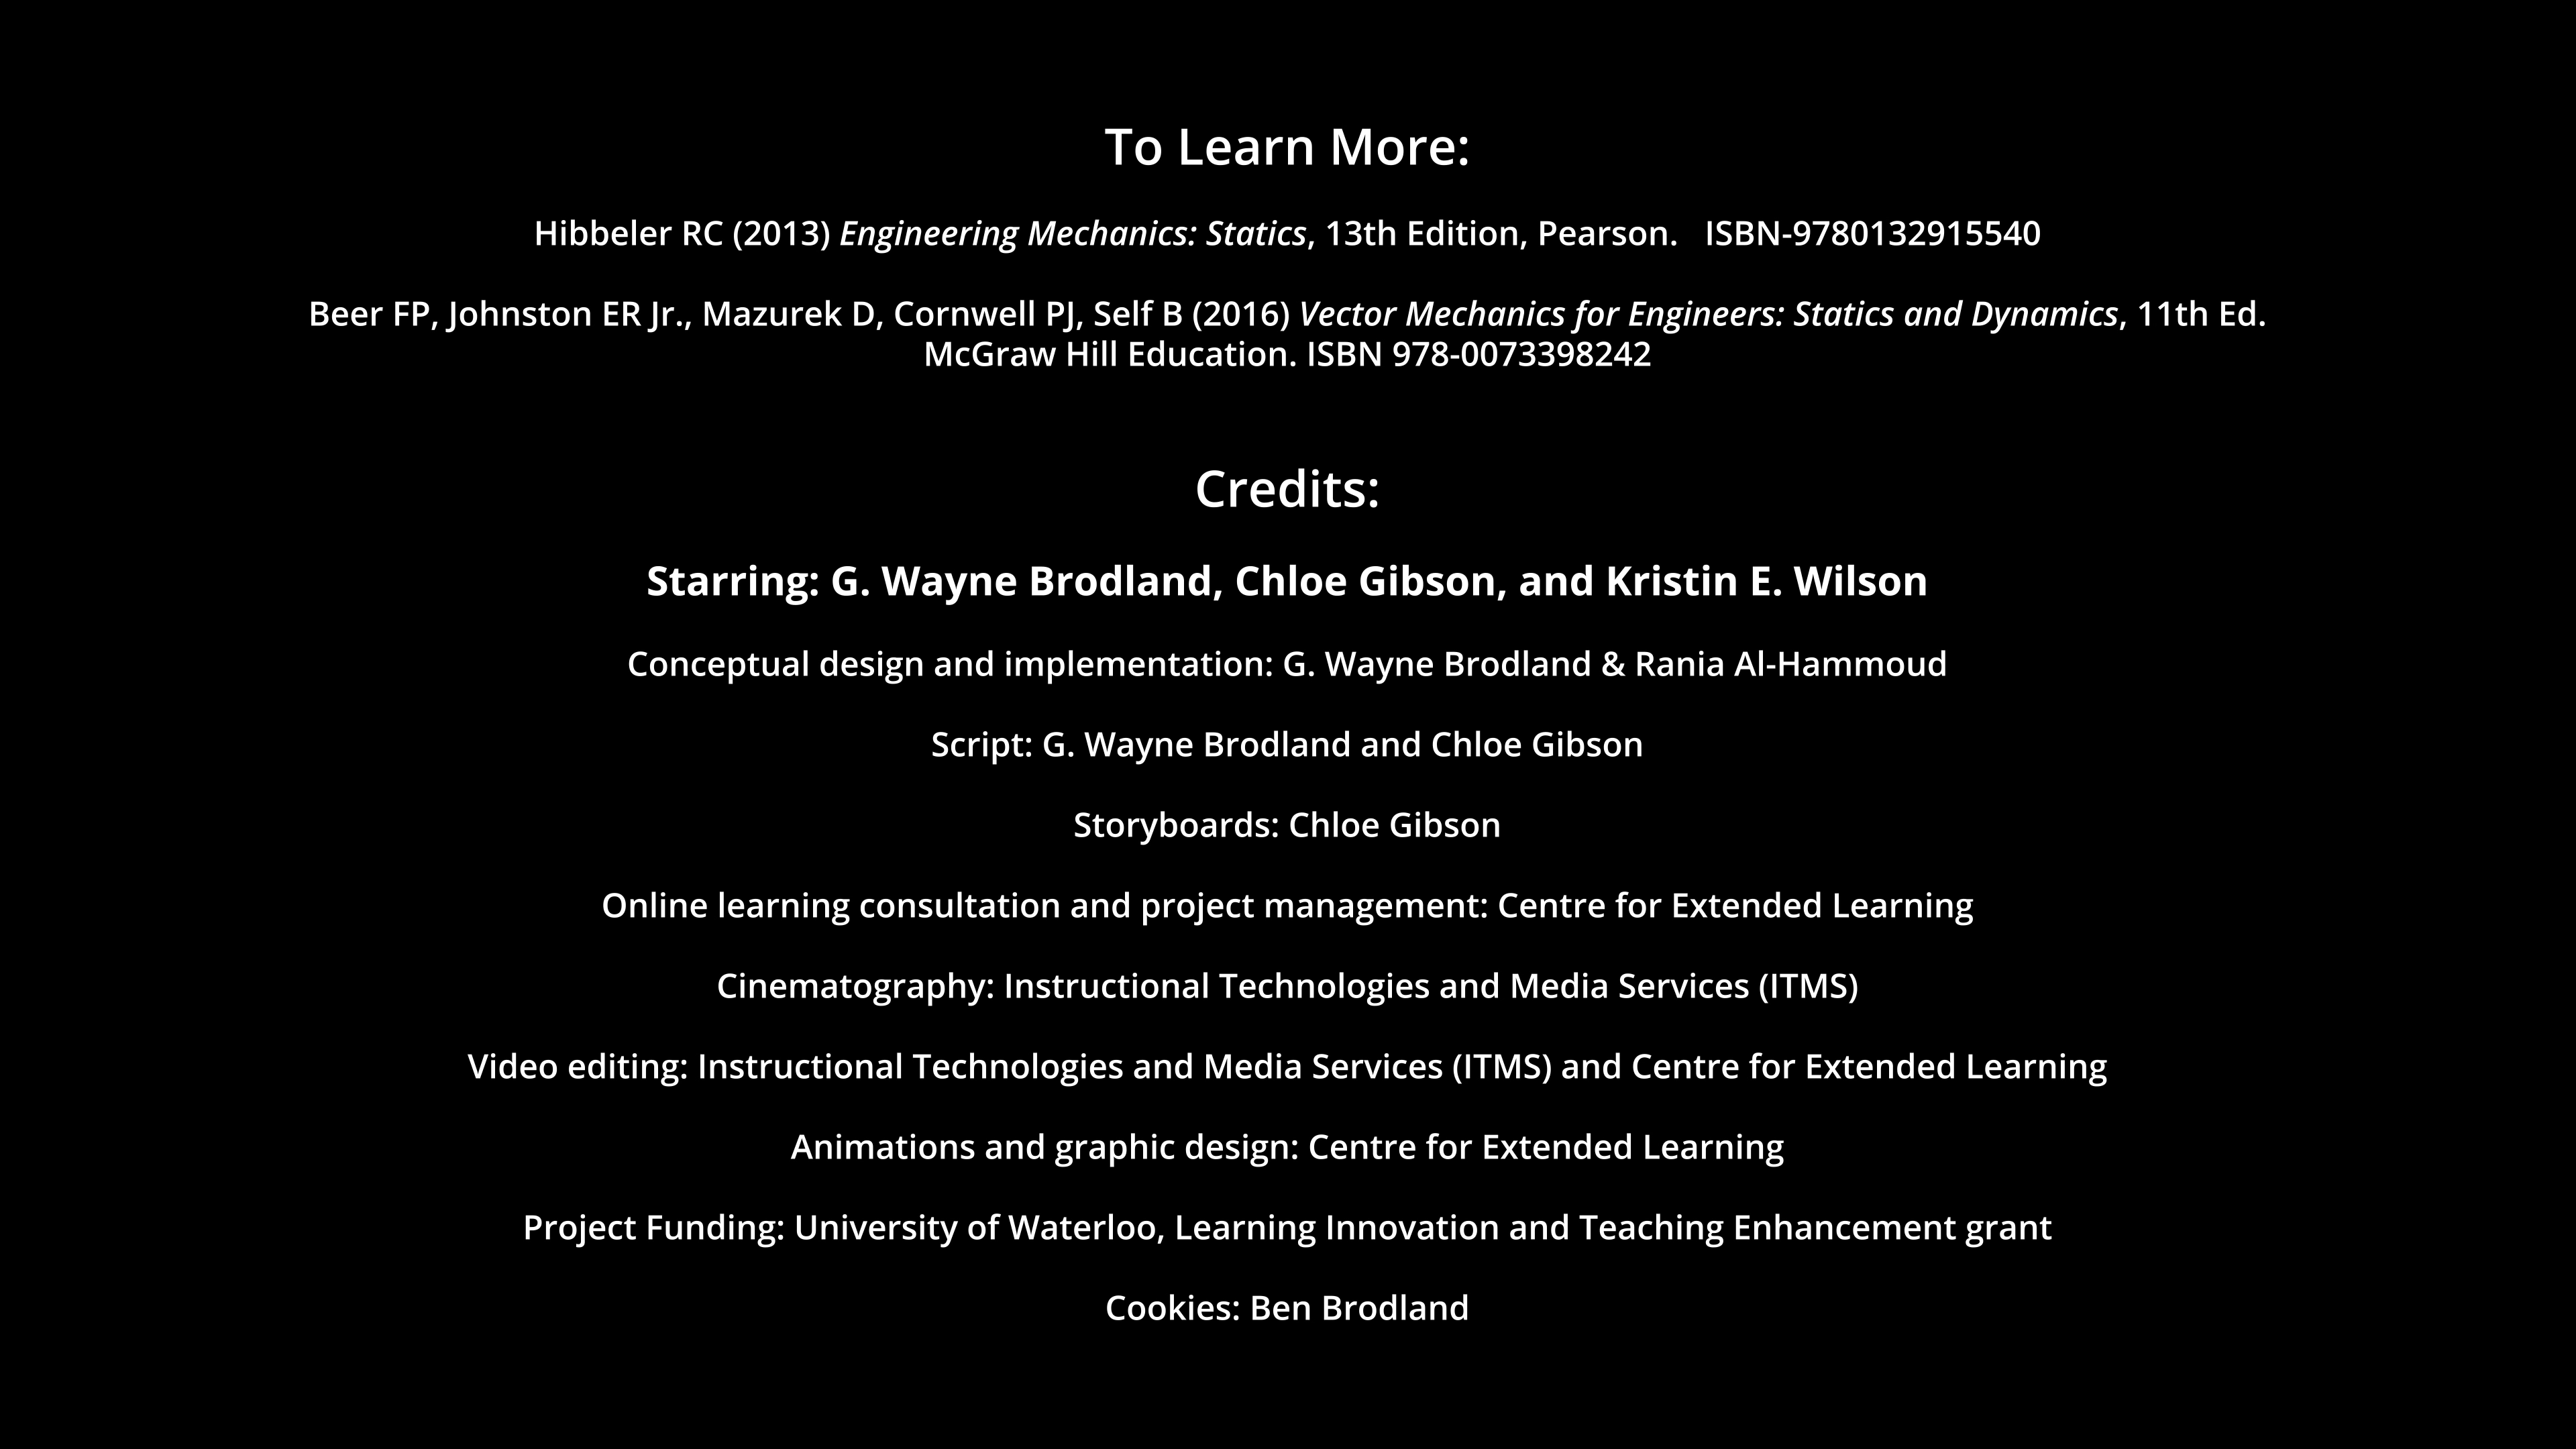 To Learn More:
Hibbeler RC (2013) Engineering Mechanics: Statics, 13th Edition, Pearson.   ISBN-9780132915540
Beer FP, Johnston ER Jr., Mazurek D, Cornwell PJ, Self B (2016) Vector Mechanics for Engineers: Statics and Dynamics, 11th Ed.
McGraw Hill Education. ISBN 978-0073398242
Credits:
Starring: G. Wayne Brodland, Chloe Gibson, and Kristin E. Wilson
Conceptual design and implementation: G. Wayne Brodland & Rania Al-Hammoud
Script: G. Wayne Brodland and Chloe Gibson
Storyboards: Chloe Gibson
Online learning consultation and project management: Centre for Extended Learning
Cinematography: Instructional Technologies and Media Services (ITMS)
Video editing: Instructional Technologies and Media Services (ITMS) and Centre for Extended Learning
Animations and graphic design: Centre for Extended Learning
Project Funding: University of Waterloo, Learning Innovation and Teaching Enhancement grant
Cookies: Ben Brodland